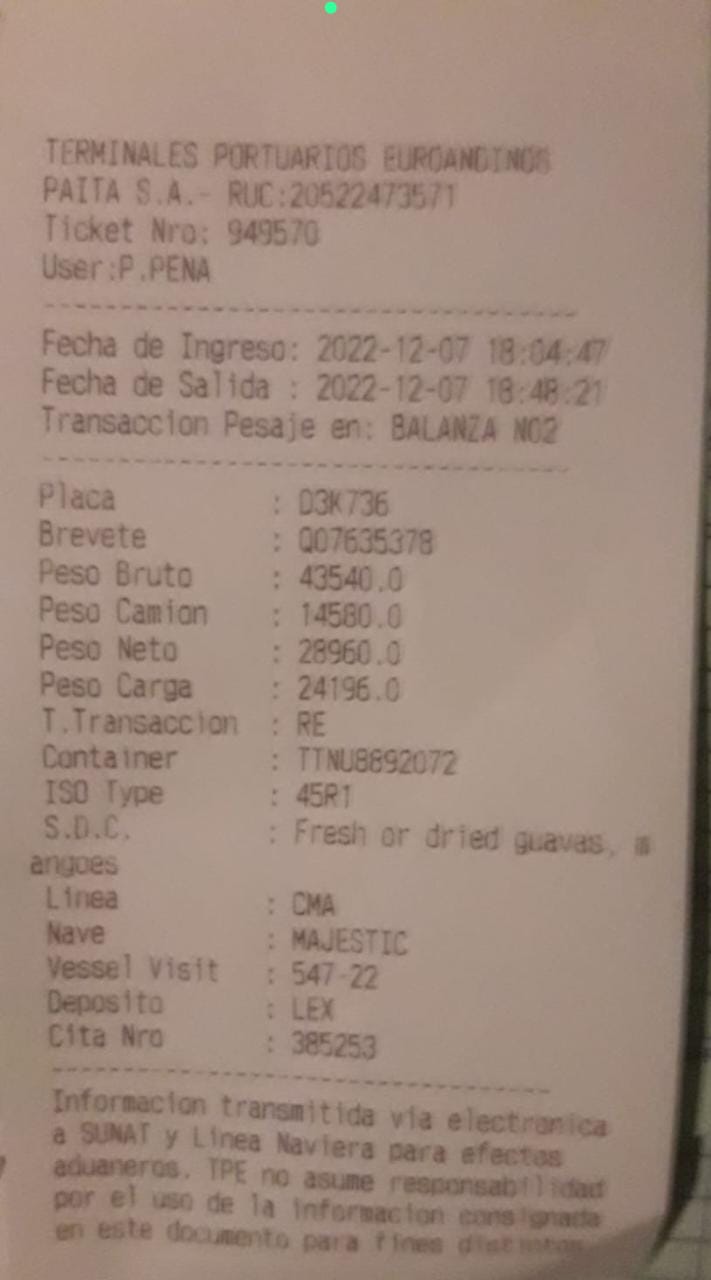 TERMINALES PORTUARIOS EUROANDINOS
PAITA S.A.- RUC:20522473571
Ticket Nro: 949570
User:P.PENA
--------------------------------
Fecha de Ingreso: 2022-12-07 18:04:47
Fecha de Salida : 2022-12-07 18:48:21
Transaccion Pesaje en: BALANZA NO2
--------------------------------
Placa : D3K736
Brevete : Q07635378
Peso Bruto : 43540.0
Peso Camion : 14580.0
Peso Neto : 28960.0
Peso Carga : 24196.0
T.Transaccion : RE
Container : TTNU8892072
ISO Type : 45R1
S.D.C. : Fresh or dried guavas, m
angoes
Linea : CMA
Nave : MAJESTIC
Vessel Visit : 547-22
Deposito : LEX
Cita Nro : 385253
--------------------------------
Informacion transmitida via electronica
a SUNAT y Linea Naviera para efectos
aduaneros. TPE no asume responsabilidad
por el uso de la informacion consignada
en este documento para fines distintos